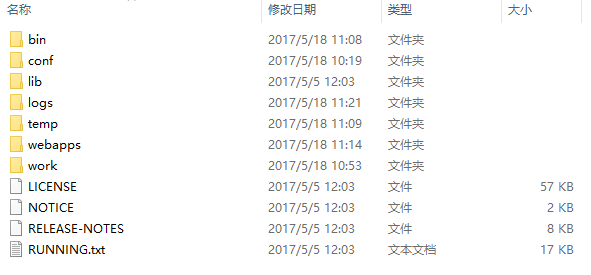 名称 修改日期 类型 大小
bin 2017/5/18 11:08 文件夹
conf 2017/5/18 10:19 文件夹
lib 2017/5/5 12:03 文件夹
logs 2017/5/18 11:21 文件夹
temp 2017/5/18 11:09 文件夹
webapps 2017/5/18 11:14 文件夹
work 2017/5/18 10:53 文件夹
LICENSE 2017/5/5 12:03 文件 57 KB
NOTICE 2017/5/5 12:03 文件 2 KB
RELEASE-NOTES 2017/5/5 12:03 文件 8 KB
RUNNING.txt 2017/5/5 12:03 文本文档 17 KB